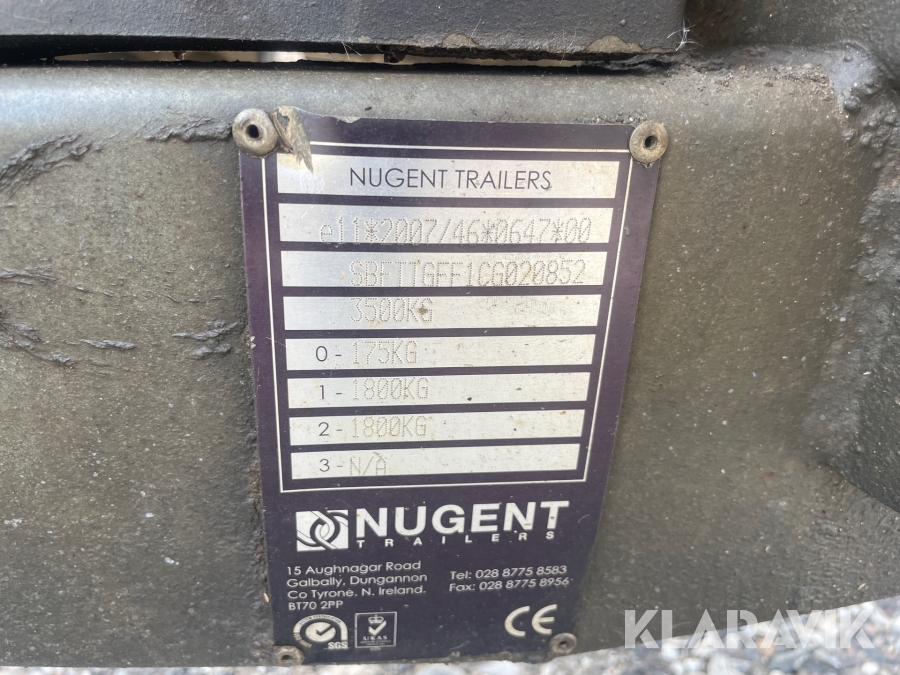 NUGENT TRAILERS
e11*2007/46*0647*00
SBFTTGFF1CG020852
3500KG
0 - 175KG
1 - 1800KG
2 - 1800KG
3 - N/A
NUGENT
TRAILERS
15 Aughnagar Road
Galbally, Dungannon
Co Tyrone, N. Ireland.
BT70 2PP
Tel: 028 8775 8583
Fax: 028 8775 8956
SGS
UKAS
CE
KLARAVIK